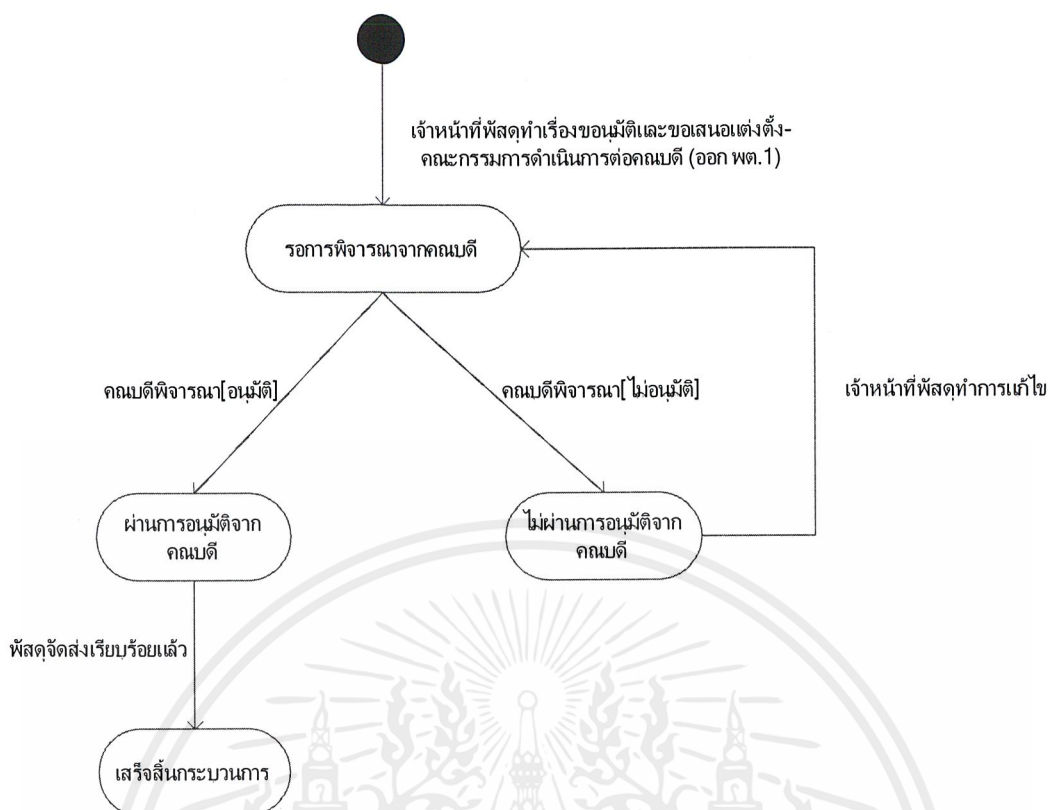 เจ้าหน้าที่พัสดุทำเรื่องขอนุมัติและขอเสนอแต่งตั้ง-
คณะกรรมการดำเนินการต่อคณบดี (ออก พต.1)
รอการพิจารณาจากคณบดี
คณบดีพิจารณา[อนุมัติ]
คณบดีพิจารณา[ไม่อนุมัติ]
เจ้าหน้าที่พัสดุทำการแก้ไข
ผ่านการอนุมัติจาก
คณบดี
ไม่ผ่านการอนุมัติจาก
คณบดี
พัสดุจัดส่งเรียบร้อยแล้ว
เสร็จสิ้นกระบวนการ